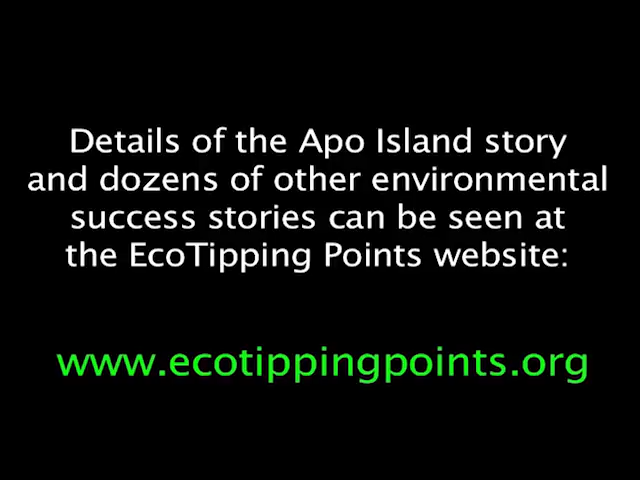 Details of the Apo Island story
and dozens of other environmental
success stories can be seen at
the EcoTipping Points website:
www.ecotippingpoints.org